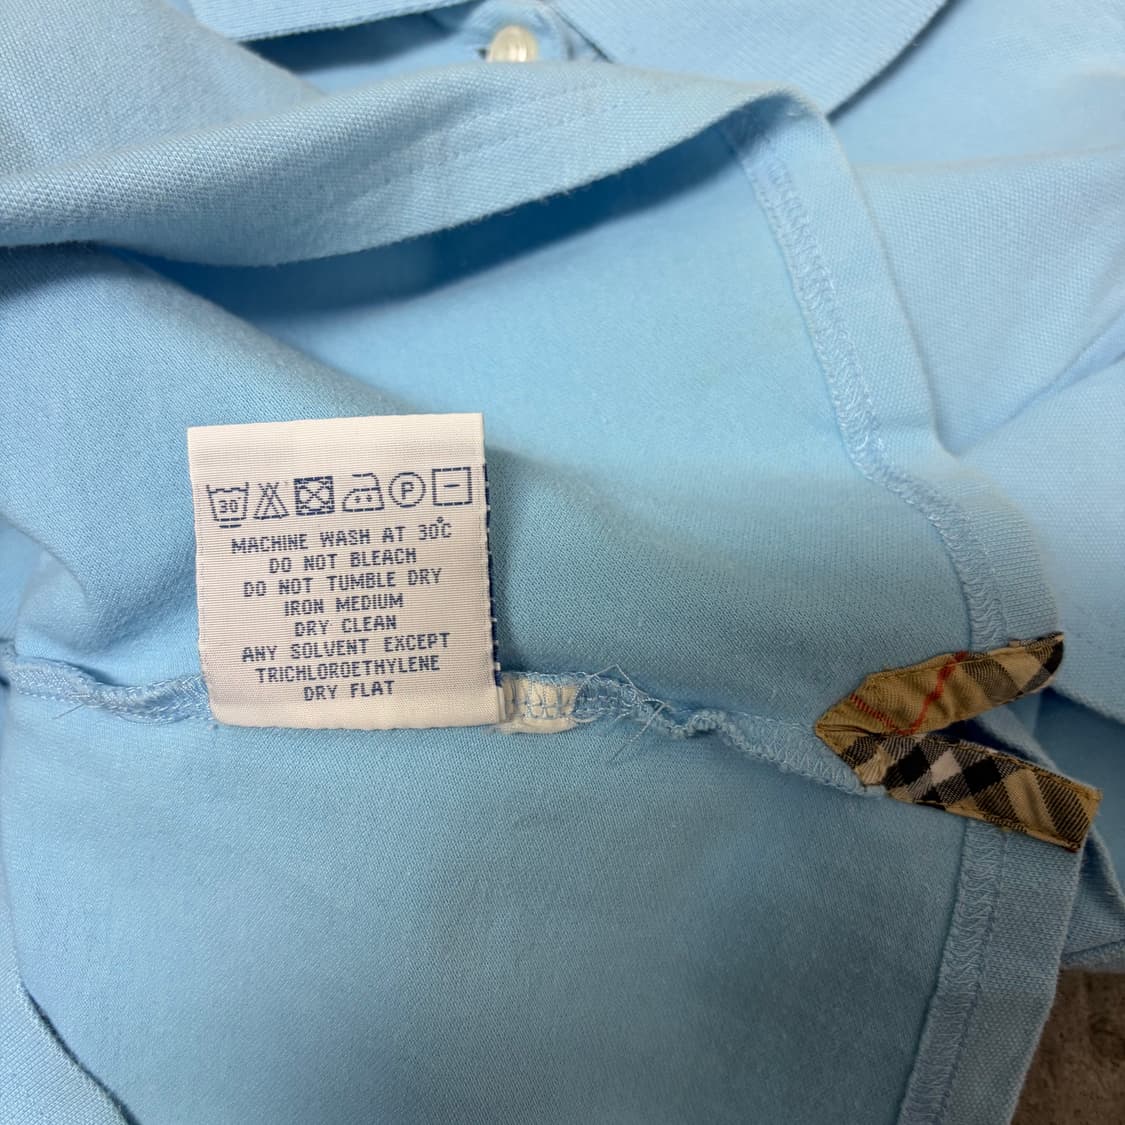 30 P
MACHINE WASH AT 30°C
DO NOT BLEACH
DO NOT TUMBLE DRY
IRON MEDIUM
DRY CLEAN
ANY SOLVENT EXCEPT
TRICHLOROETHYLENE
DRY FLAT